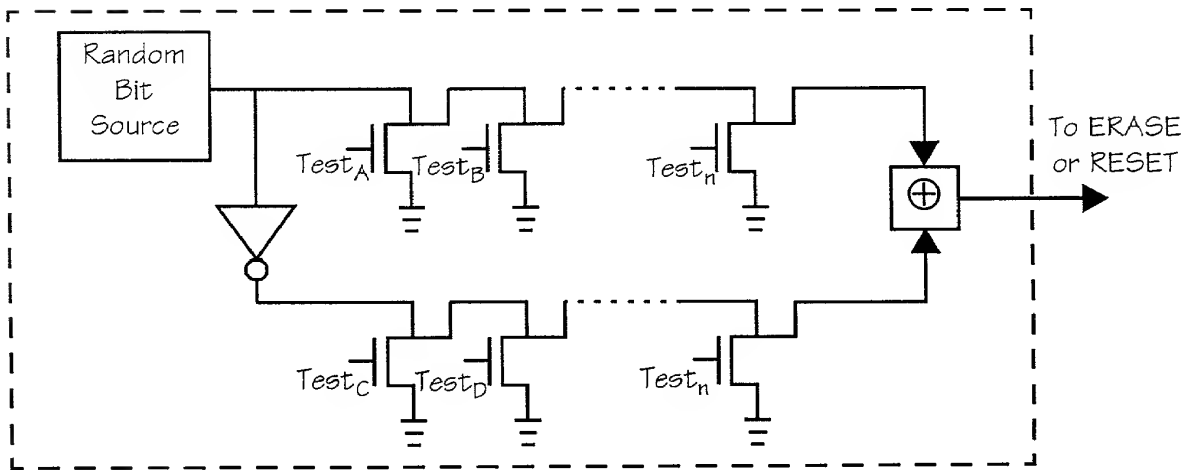 Random
Bit
Source
To ERASE
or RESET
Test_A
Test_B
Test_n
Test_C
Test_D
Test_n